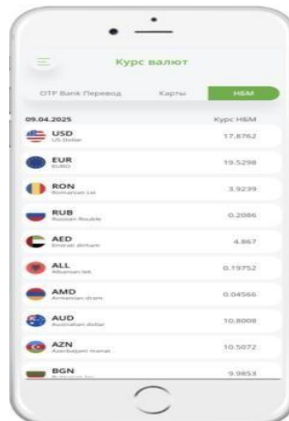 Курс валют
OTP Bank Перевод Карты НБМ
09.04.2025 Курс НБМ
USD 17.8762
US Dollar
EUR 19.5298
EURO
RON 3.9239
Romanian Lei
RUB 0.2086
Russian Rouble
AED 4.867
Emirati dirham
ALL 0.19752
Albanian lek
AMD 0.04566
Armenian dram
AUD 10.8008
Australian dollar
AZN 10.5072
Azerbaijani manat
BGN 9.9853